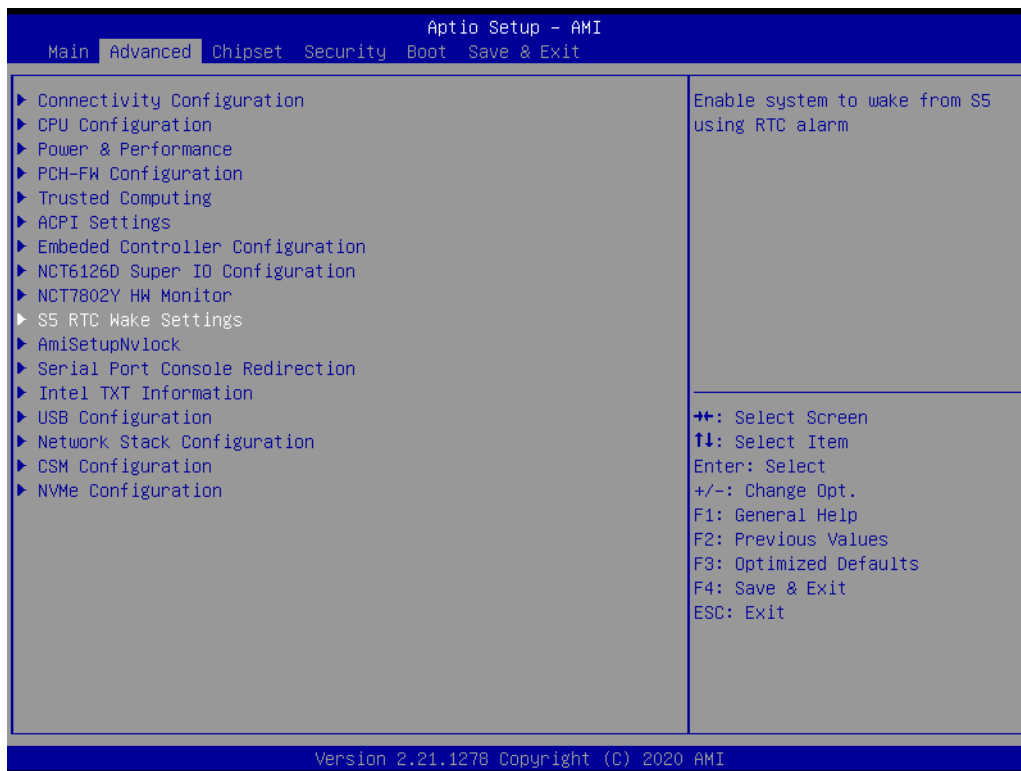 Aptio Setup - AMI
Main Advanced Chipset Security Boot Save & Exit
Connectivity Configuration
CPU Configuration
Power & Performance
PCH-FW Configuration
Trusted Computing
ACPI Settings
Embeded Controller Configuration
NCT6126D Super IO Configuration
NCT7802Y HW Monitor
S5 RTC Wake Settings
AmiSetupNvlock
Serial Port Console Redirection
Intel TXT Information
USB Configuration
Network Stack Configuration
CSM Configuration
NVMe Configuration
Enable system to wake from S5
using RTC alarm
→←: Select Screen
↑↓: Select Item
Enter: Select
+/-: Change Opt.
F1: General Help
F2: Previous Values
F3: Optimized Defaults
F4: Save & Exit
ESC: Exit
Version 2.21.1278 Copyright (C) 2020 AMI